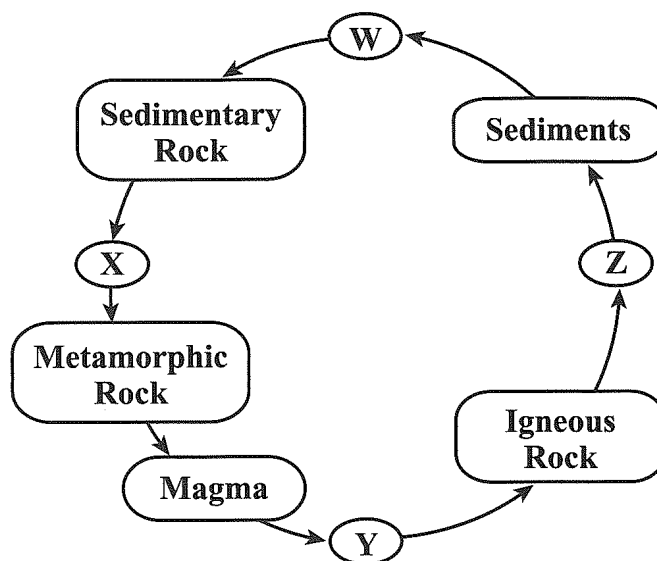 W
Sedimentary
Rock
Sediments
X
Z
Metamorphic
Rock
Igneous
Rock
Magma
Y